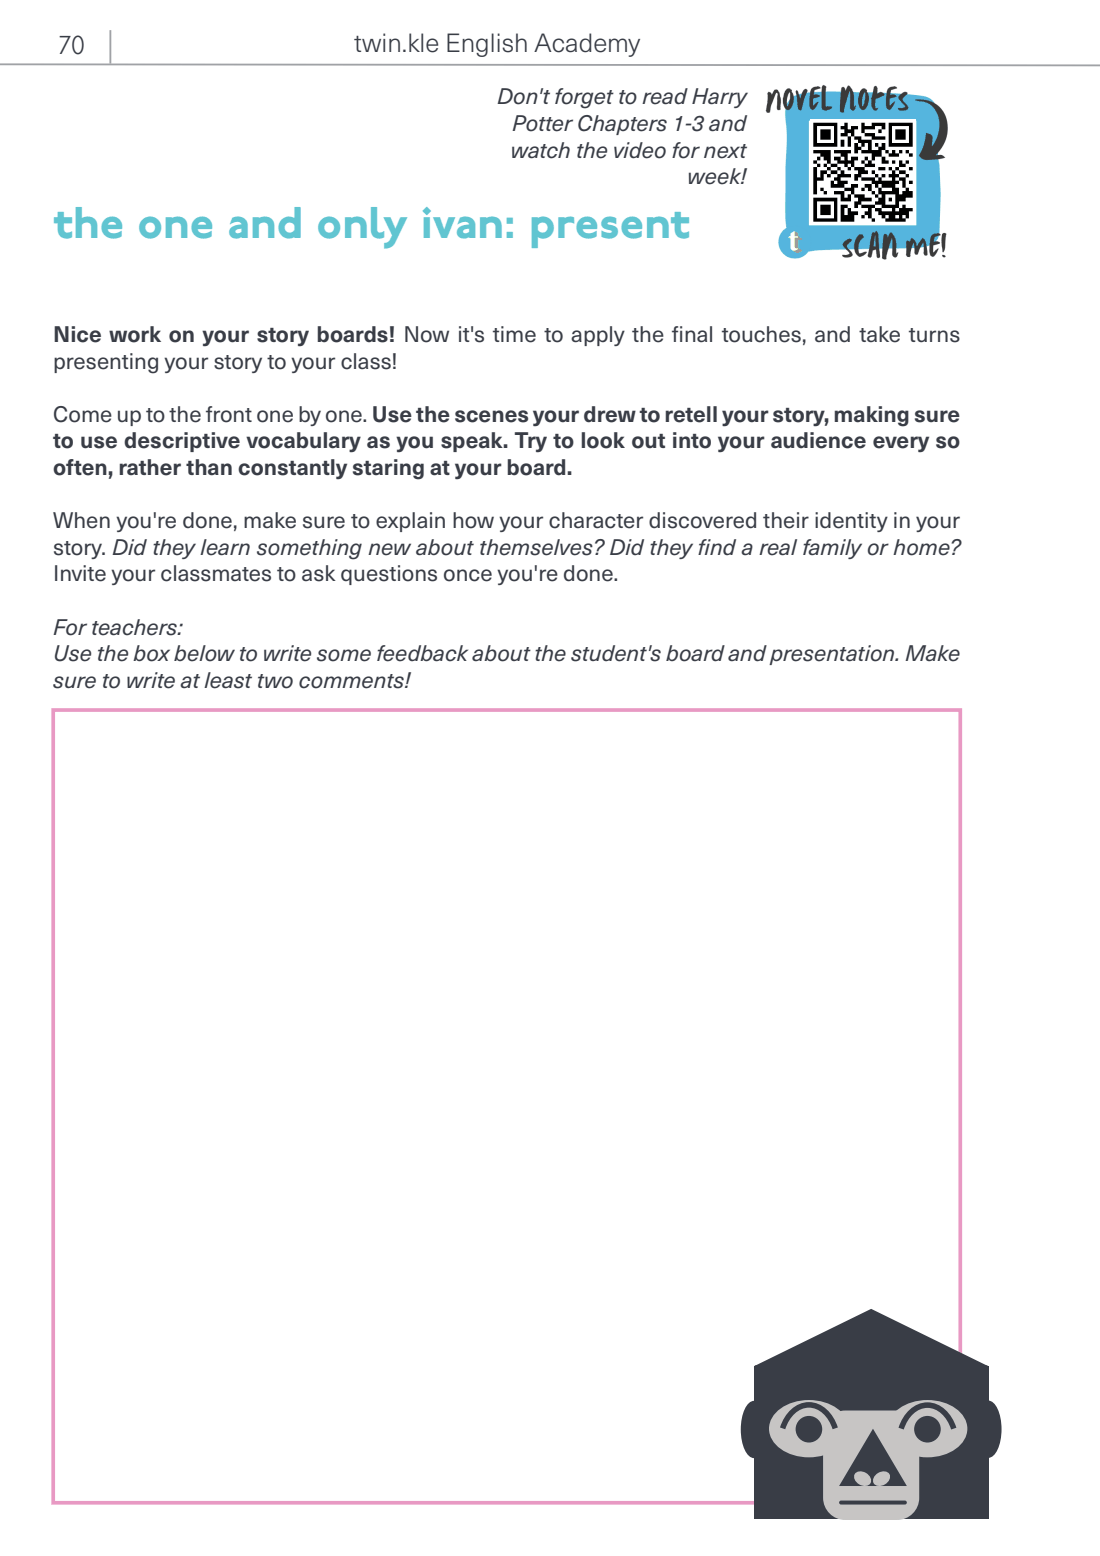 70
twin.kle English Academy
Don't forget to read Harry
Potter Chapters 1-3 and
watch the video for next
week!
NOVEL NOTES
t
SCAN ME!
the one and only ivan: present
Nice work on your story boards! Now it's time to apply the final touches, and take turns
presenting your story to your class!
Come up to the front one by one. Use the scenes your drew to retell your story, making sure
to use descriptive vocabulary as you speak. Try to look out into your audience every so
often, rather than constantly staring at your board.
When you're done, make sure to explain how your character discovered their identity in your
story. Did they learn something new about themselves? Did they find a real family or home?
Invite your classmates to ask questions once you're done.
For teachers:
Use the box below to write some feedback about the student's board and presentation. Make
sure to write at least two comments!